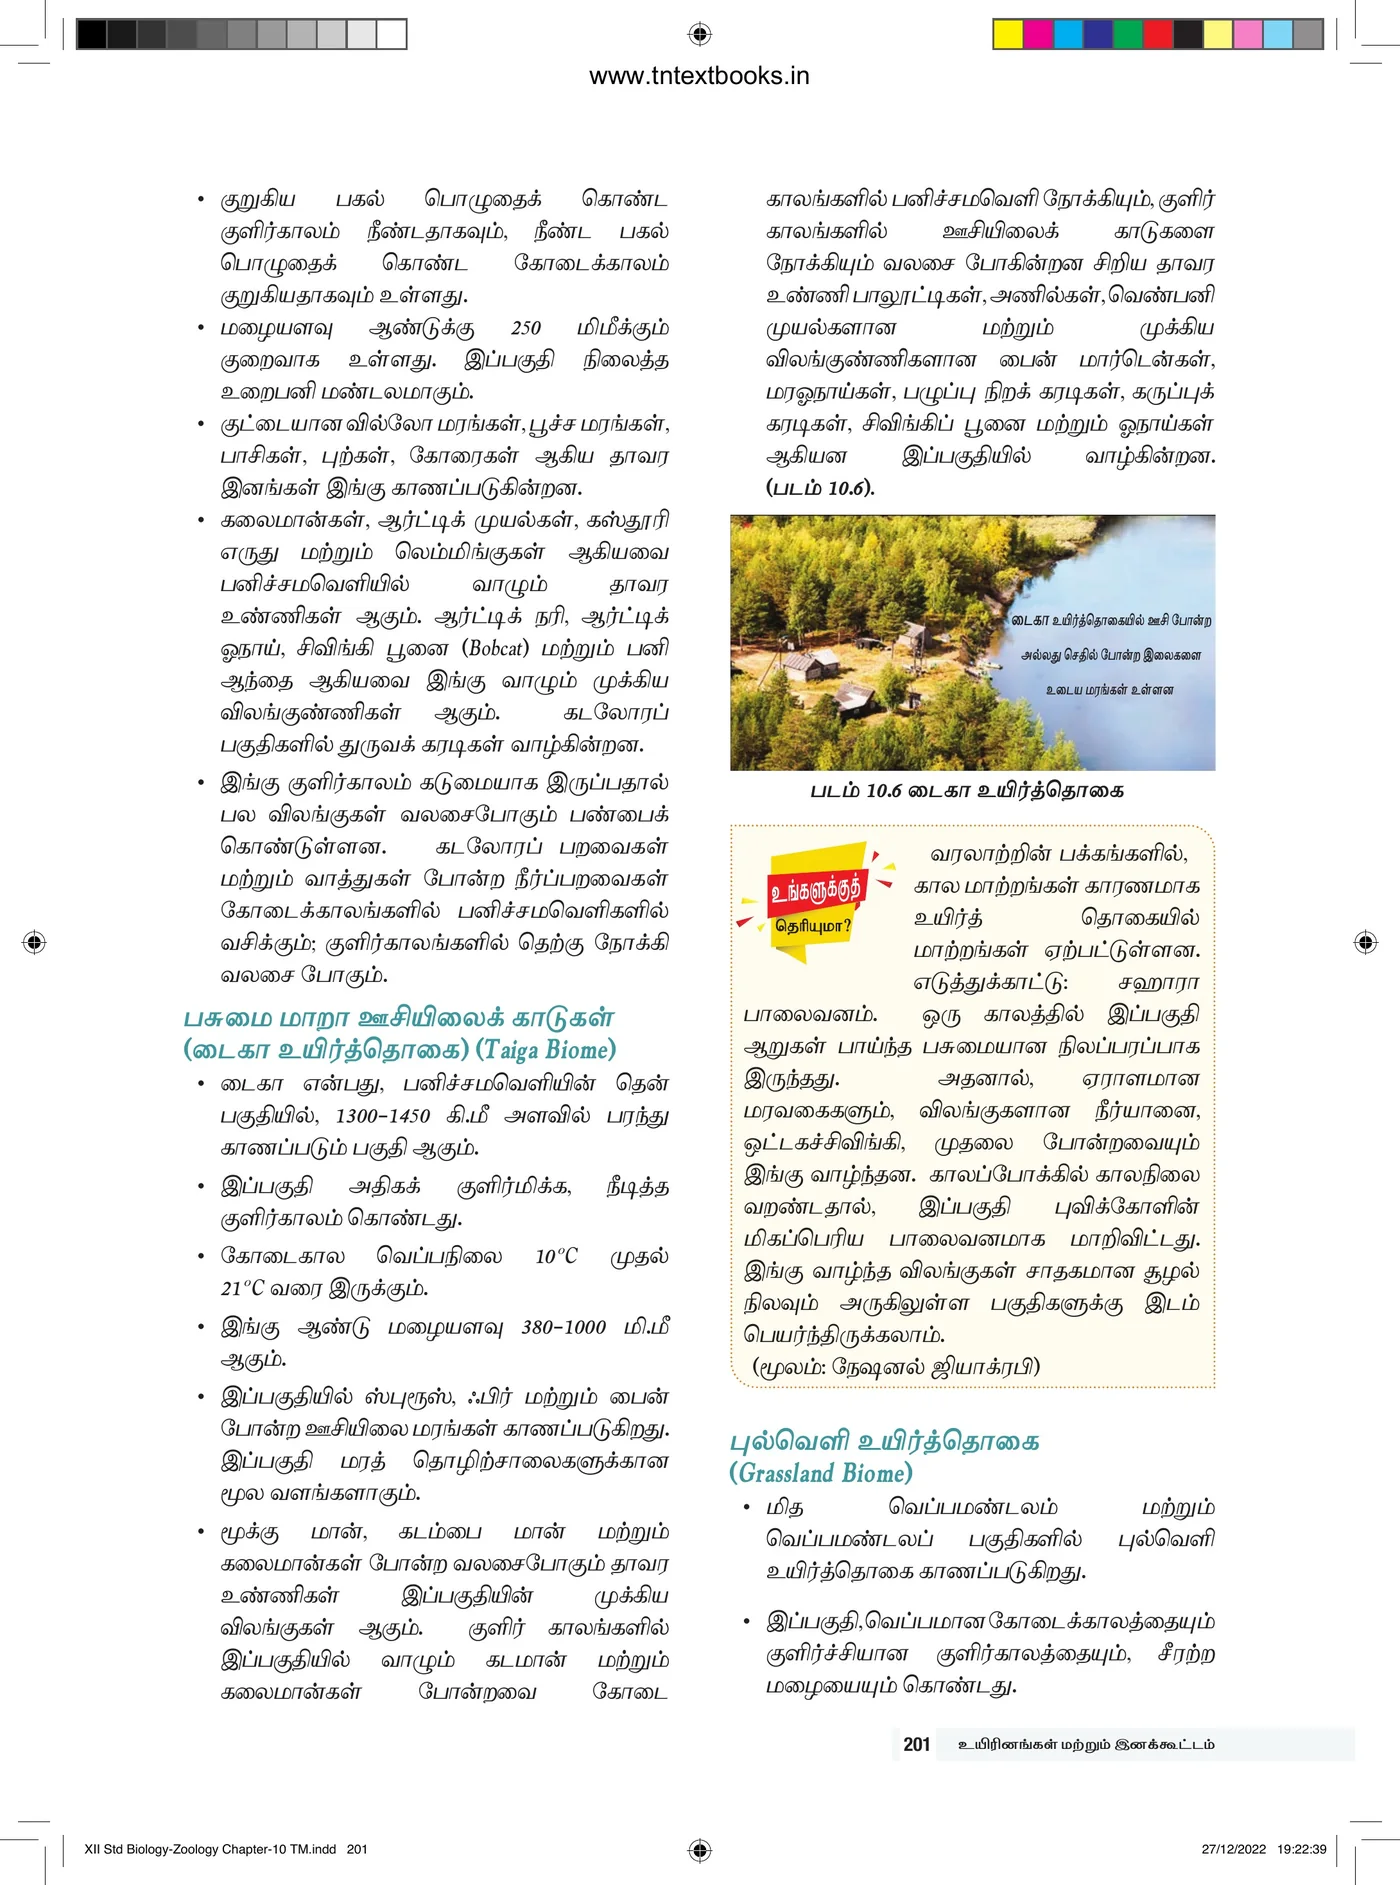 www.tntextbooks.in
• குறுகிய பகல் பொழுதைக் கொண்ட
குளிர்காலம் நீண்டதாகவும், நீண்ட பகல்
பொழுதைக் கொண்ட கோடைக்காலம்
குறுகியதாகவும் உள்ளது.
• மழையளவு ஆண்டுக்கு 250 மிமீக்கும்
குறைவாக உள்ளது. இப்பகுதி நிலைத்த
உறைபனி மண்டலமாகும்.
• குட்டையான வில்லோ மரங்கள், பூச்ச மரங்கள்,
பாசிகள், புற்கள், கோரைகள் ஆகிய தாவர
இனங்கள் இங்கு காணப்படுகின்றன.
• கலைமான்கள், ஆர்ட்டிக் முயல்கள், கஸ்தூரி
எருது மற்றும் லெம்மிங்குகள் ஆகியவை
பனிச்சமவெளியில் வாழும் தாவர
உண்ணிகள் ஆகும். ஆர்ட்டிக் நரி, ஆர்ட்டிக்
ஓநாய், சிவிங்கி பூனை (Bobcat) மற்றும் பனி
ஆந்தை ஆகியவை இங்கு வாழும் முக்கிய
விலங்குண்ணிகள் ஆகும். கடலோரப்
பகுதிகளில் துருவக் கரடிகள் வாழ்கின்றன.
• இங்கு குளிர்காலம் கடுமையாக இருப்பதால்
பல விலங்குகள் வலசைபோகும் பண்பைக்
கொண்டுள்ளன. கடலோரப் பறவைகள்
மற்றும் வாத்துகள் போன்ற நீர்ப்பறவைகள்
கோடைக்காலங்களில் பனிச்சமவெளிகளில்
வசிக்கும்; குளிர்காலங்களில் தெற்கு நோக்கி
வலசை போகும்.
பசுமை மாறா ஊசியிலைக் காடுகள்
(டைகா உயிர்த்தொகை) (Taiga Biome)
• டைகா என்பது, பனிச்சமவெளியின் தென்
பகுதியில், 1300-1450 கி.மீ அளவில் பரந்து
காணப்படும் பகுதி ஆகும்.
• இப்பகுதி அதிகக் குளிர்மிக்க, நீடித்த
குளிர்காலம் கொண்டது.
• கோடைகால வெப்பநிலை 10°C முதல்
21°C வரை இருக்கும்.
• இங்கு ஆண்டு மழையளவு 380-1000 மி.மீ
ஆகும்.
• இப்பகுதியில் ஸ்புரூஸ், ஃபிர் மற்றும் பைன்
போன்ற ஊசியிலை மரங்கள் காணப்படுகிறது.
இப்பகுதி மரத் தொழிற்சாலைகளுக்கான
மூல வளங்களாகும்.
• மூக்கு மான், கடம்பை மான் மற்றும்
கலைமான்கள் போன்ற வலசைபோகும் தாவர
உண்ணிகள் இப்பகுதியின் முக்கிய
விலங்குகள் ஆகும். குளிர் காலங்களில்
இப்பகுதியில் வாழும் கடமான் மற்றும்
கலைமான்கள் போன்றவை கோடை
காலங்களில் பனிச்சமவெளி நோக்கியும், குளிர்
காலங்களில் ஊசியிலைக் காடுகளை
நோக்கியும் வலசை போகின்றன சிறிய தாவர
உண்ணி பாலூட்டிகள், அணில்கள், வெண்பனி
முயல்களான மற்றும் முக்கிய
விலங்குண்ணிகளான பைன் மார்டென்கள்,
மரஓநாய்கள், பழுப்பு நிறக் கரடிகள், கருப்புக்
கரடிகள், சிவிங்கிப் பூனை மற்றும் ஓநாய்கள்
ஆகியன இப்பகுதியில் வாழ்கின்றன.
(படம் 10.6).
டைகா உயிர்த்தொகையில் ஊசி போன்ற
அல்லது செதில் போன்ற இலைகளை
உடைய மரங்கள் உள்ளன
படம் 10.6 டைகா உயிர்த்தொகை
உங்களுக்குத்
தெரியுமா?
வரலாற்றின் பக்கங்களில்,
கால மாற்றங்கள் காரணமாக
உயிர்த் தொகையில்
மாற்றங்கள் ஏற்பட்டுள்ளன.
எடுத்துக்காட்டு: சஹாரா
பாலைவனம். ஒரு காலத்தில் இப்பகுதி
ஆறுகள் பாய்ந்த பசுமையான நிலப்பரப்பாக
இருந்தது. அதனால், ஏராளமான
மரவகைகளும், விலங்குகளான நீர்யானை,
ஒட்டகச்சிவிங்கி, முதலை போன்றவையும்
இங்கு வாழ்ந்தன. காலப்போக்கில் காலநிலை
வறண்டதால், இப்பகுதி புவிக்கோளின்
மிகப்பெரிய பாலைவனமாக மாறிவிட்டது.
இங்கு வாழ்ந்த விலங்குகள் சாதகமான சூழல்
நிலவும் அருகிலுள்ள பகுதிகளுக்கு இடம்
பெயர்ந்திருக்கலாம்.
(மூலம்: நேஷனல் ஜியாக்ரபி)
புல்வெளி உயிர்த்தொகை
(Grassland Biome)
• மித வெப்பமண்டலம் மற்றும்
வெப்பமண்டலப் பகுதிகளில் புல்வெளி
உயிர்த்தொகை காணப்படுகிறது.
• இப்பகுதி,வெப்பமான கோடைக்காலத்தையும்
குளிர்ச்சியான குளிர்காலத்தையும், சீரற்ற
மழையையும் கொண்டது.
201 உயிரினங்கள் மற்றும் இனக்கூட்டம்
XII Std Biology-Zoology Chapter-10 TM.indd 201 27/12/2022 19:22:39